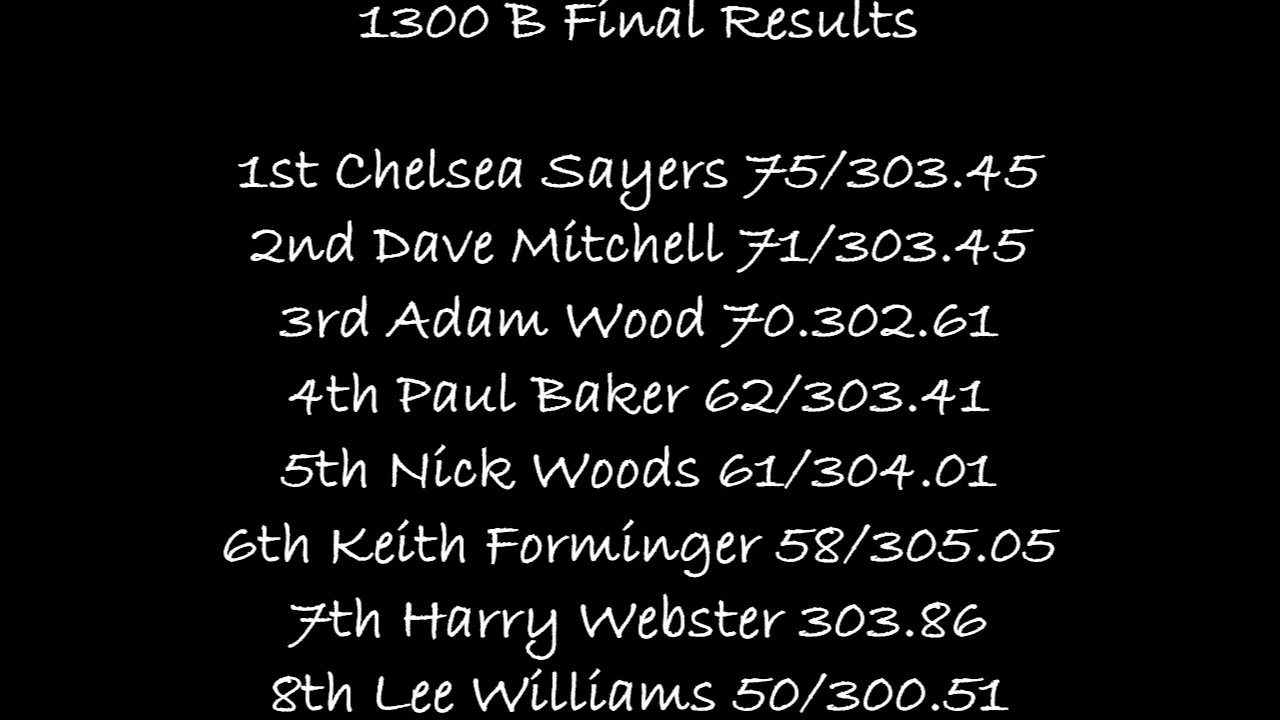 1300 B Final Results
1st Chelsea Sayers 75/303.45
2nd Dave Mitchell 71/303.45
3rd Adam Wood 70.302.61
4th Paul Baker 62/303.41
5th Nick Woods 61/304.01
6th Keith Forminger 58/305.05
7th Harry Webster 303.86
8th Lee Williams 50/300.51